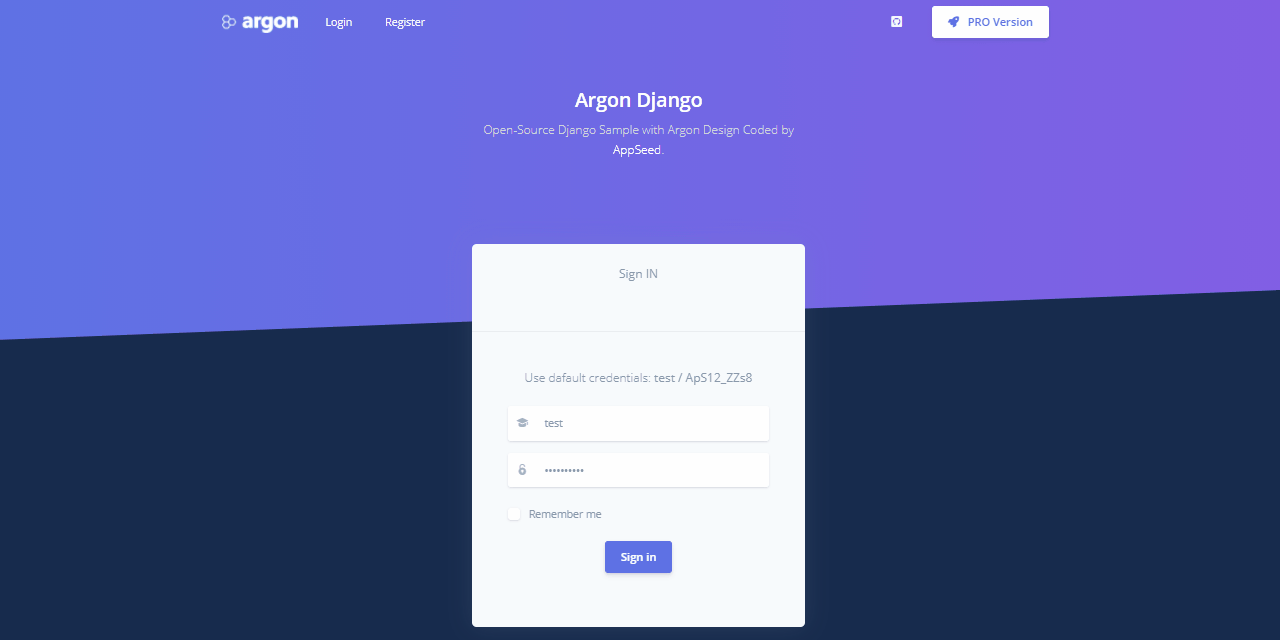 argon
Login
Register
PRO Version
Argon Django
Open-Source Django Sample with Argon Design Coded by
AppSeed.
Sign IN
Use dafault credentials: test / ApS12_ZZs8
test
••••••••••
Remember me
Sign in